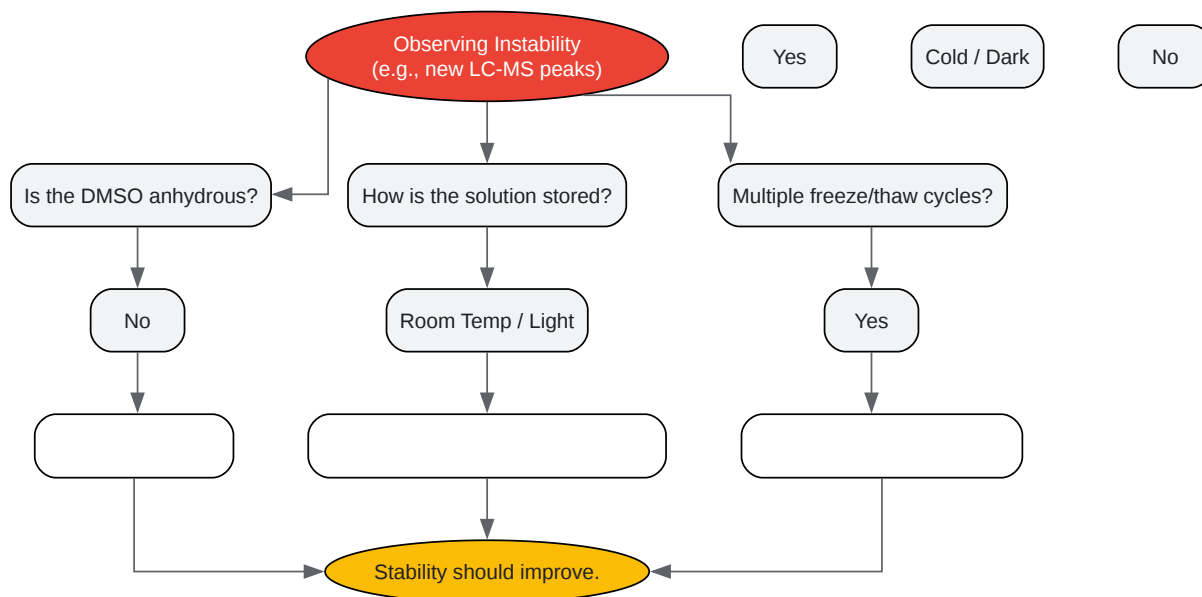 Observing Instability
(e.g., new LC-MS peaks)
Yes
Cold / Dark
No
Is the DMSO anhydrous?
How is the solution stored?
Multiple freeze/thaw cycles?
No
Room Temp / Light
Yes
Stability should improve.